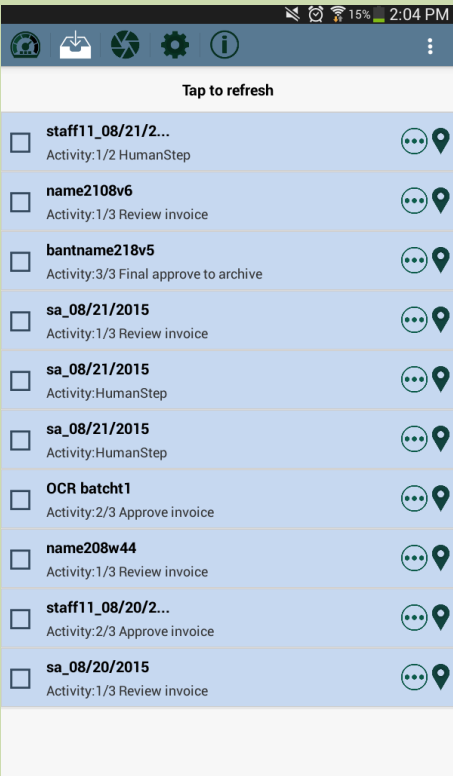 15% 2:04 PM
Tap to refresh
staff11_08/21/2...
Activity:1/2 HumanStep
name2108v6
Activity:1/3 Review invoice
bantname218v5
Activity:3/3 Final approve to archive
sa_08/21/2015
Activity:1/3 Review invoice
sa_08/21/2015
Activity:HumanStep
sa_08/21/2015
Activity:HumanStep
OCR batcht1
Activity:2/3 Approve invoice
name208w44
Activity:1/3 Review invoice
staff11_08/20/2...
Activity:2/3 Approve invoice
sa_08/20/2015
Activity:1/3 Review invoice